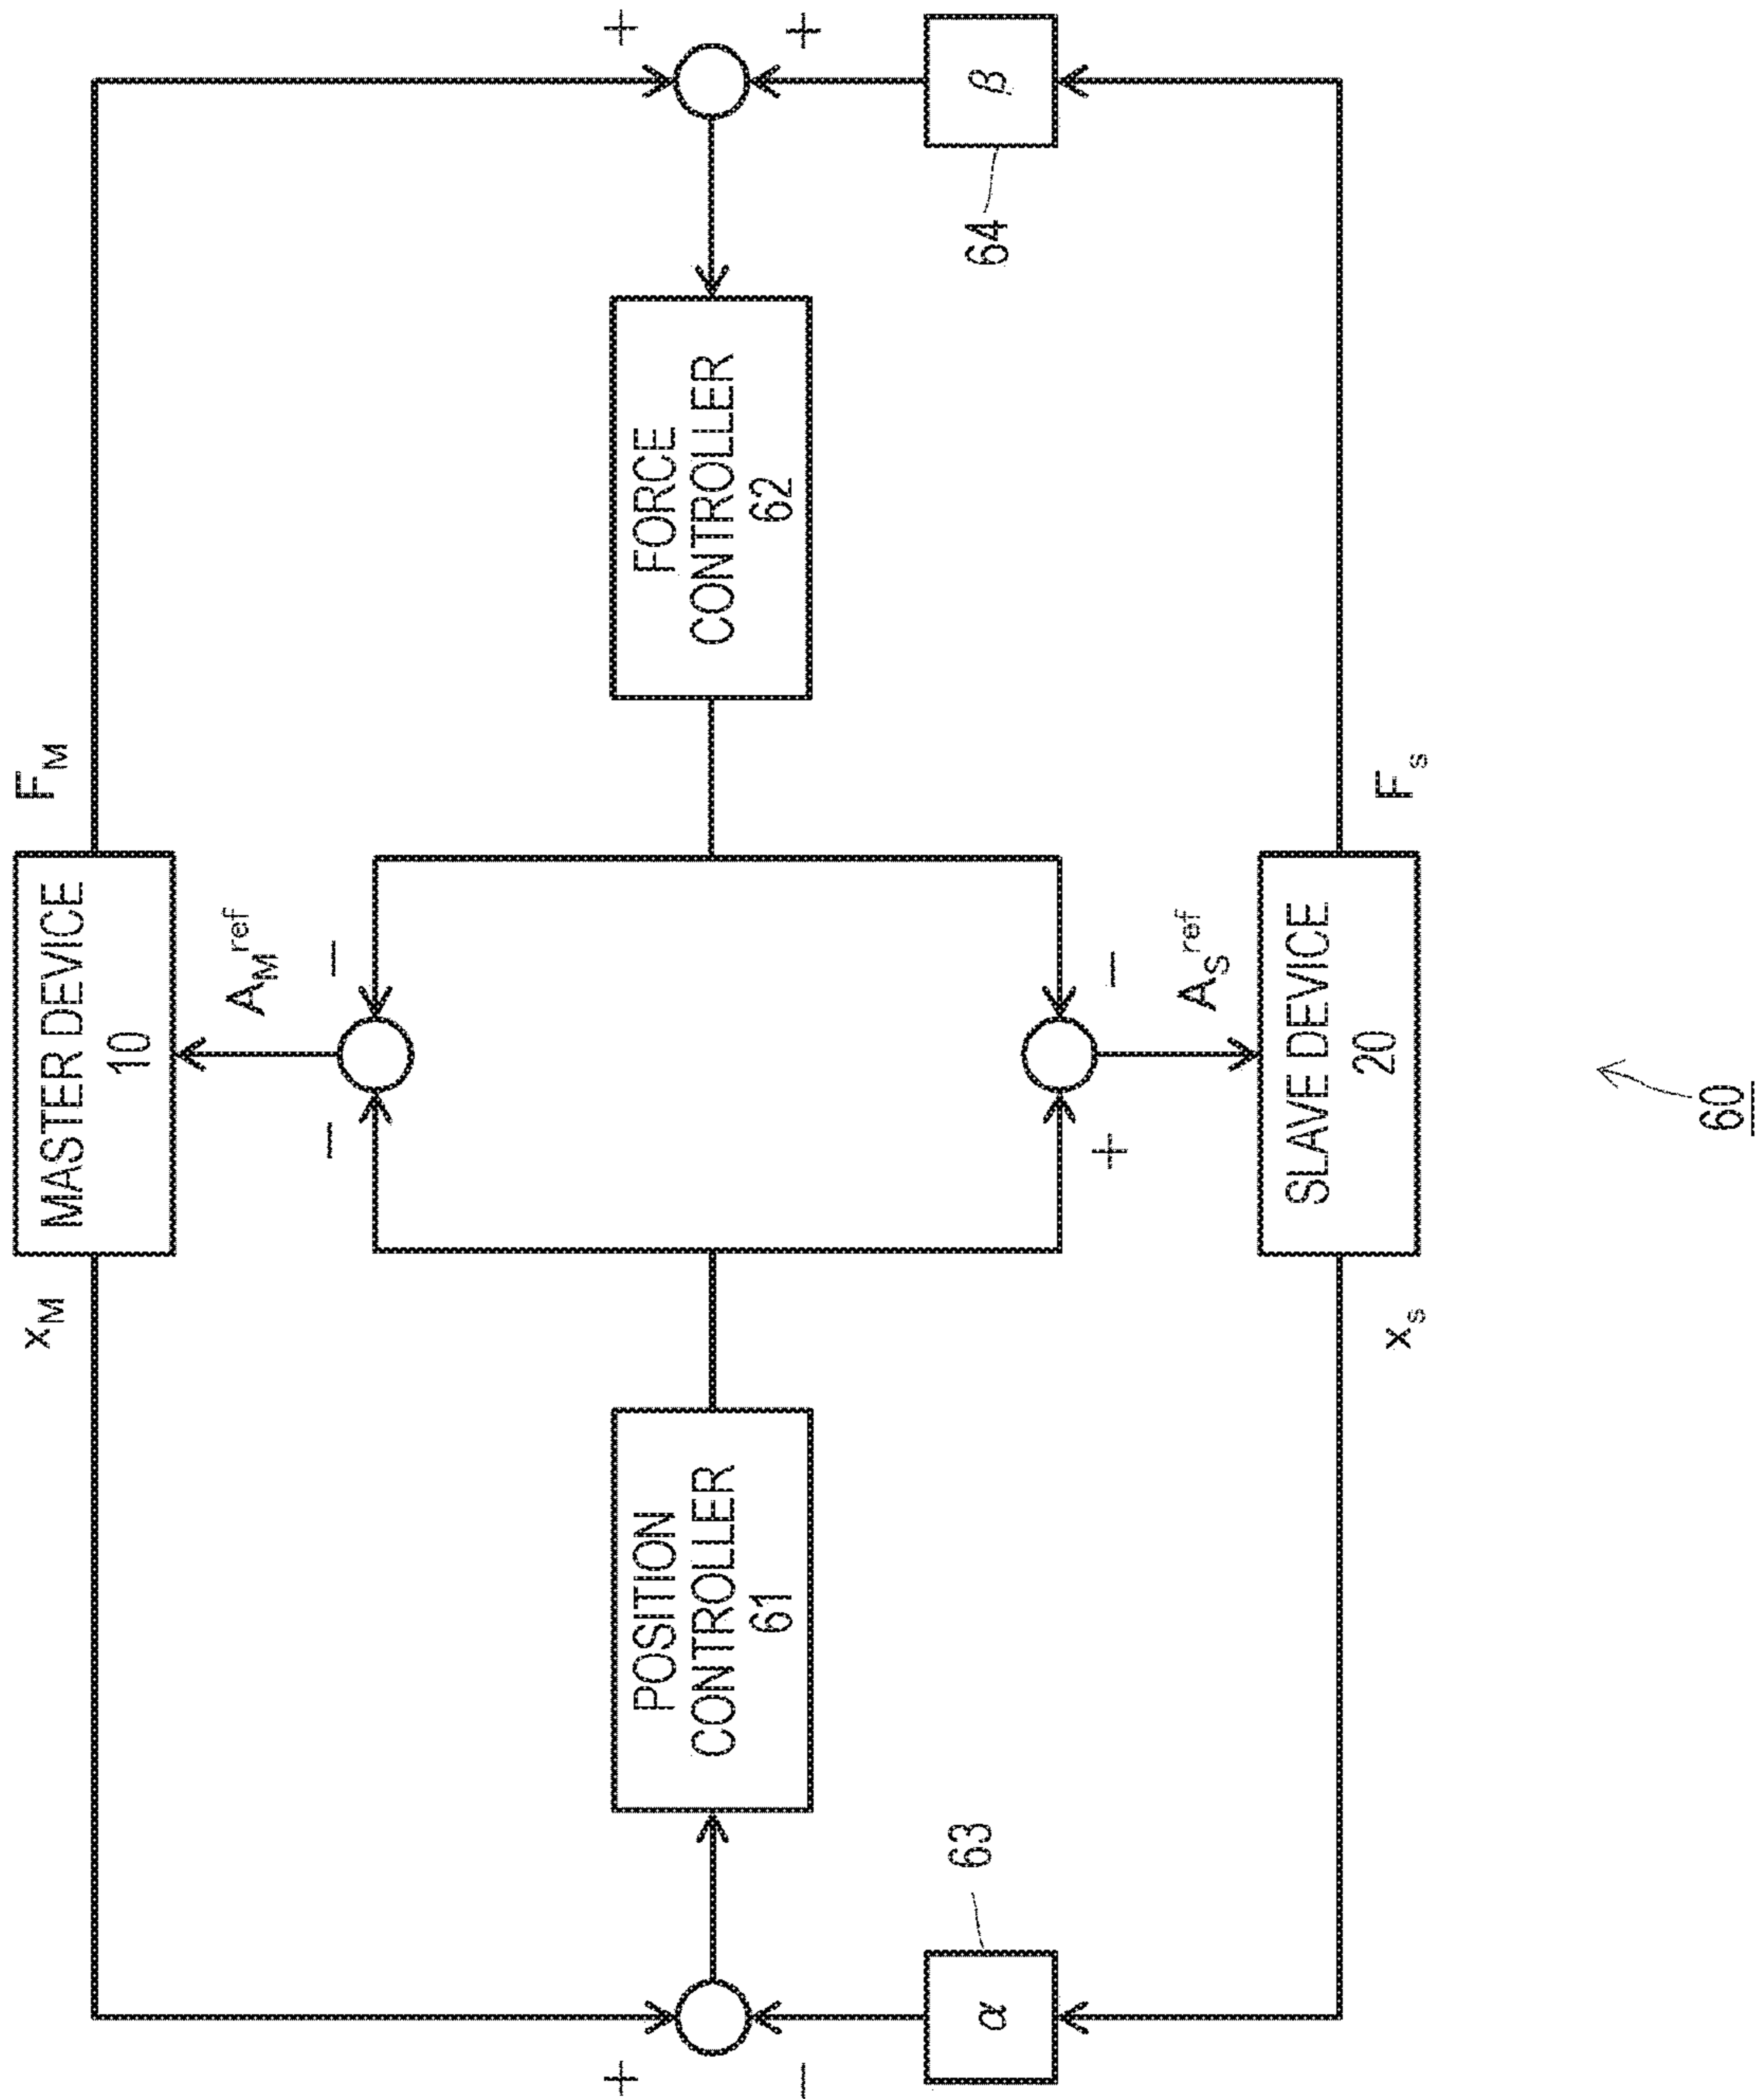 x_M
MASTER DEVICE
10
F_M
A_M^ref
−
−
+
−
POSITION
CONTROLLER
61
FORCE
CONTROLLER
62
+
+
α
63
+
−
A_S^ref
β
64
x_s
SLAVE DEVICE
20
F_s
60